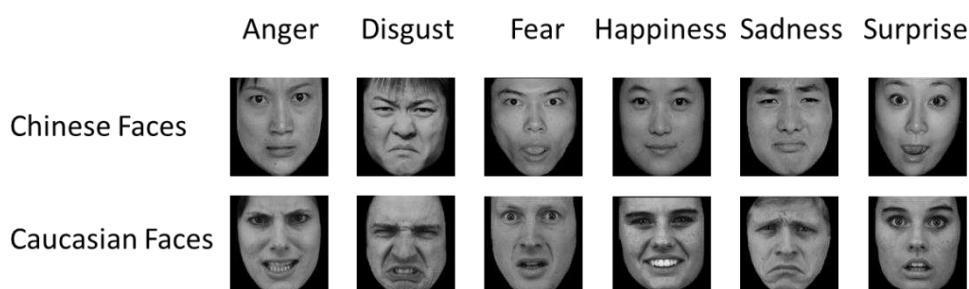 Anger Disgust Fear Happiness Sadness Surprise
Chinese Faces
Caucasian Faces